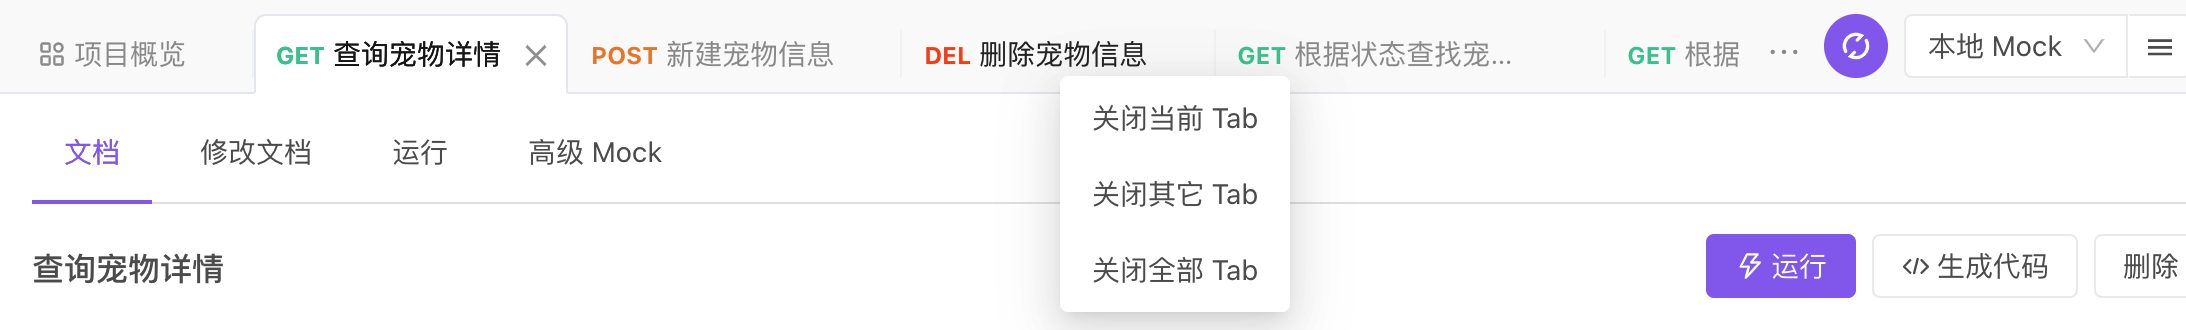 项目概览
GET 查询宠物详情
POST 新建宠物信息
DEL 删除宠物信息
GET 根据状态查找宠...
GET 根据
本地 Mock
关闭当前 Tab
关闭其它 Tab
关闭全部 Tab
文档
修改文档
运行
高级 Mock
查询宠物详情
运行
</> 生成代码
删除